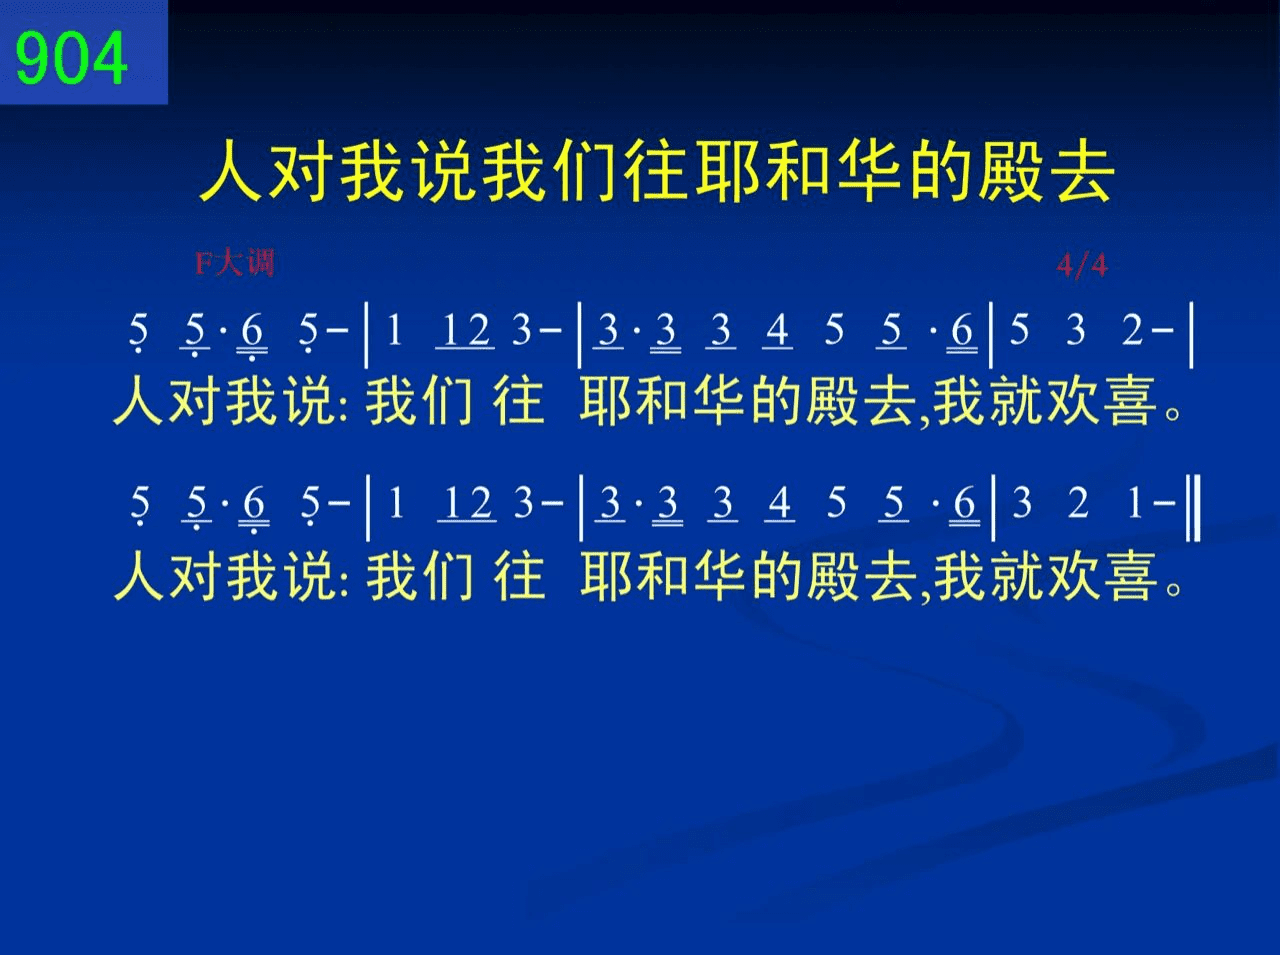 904
人对我说我们往耶和华的殿去
F大调 4/4
5̣ 5̣·6̣ 5̣–|1 12 3–|3·3 3 4 5 5·6|5 3 2–|
人对我说:我们 往 耶和华的殿去,我就欢喜。
5̣ 5̣·6̣ 5̣–|1 12 3–|3·3 3 4 5 5·6|3 2 1–‖
人对我说:我们 往 耶和华的殿去,我就欢喜。